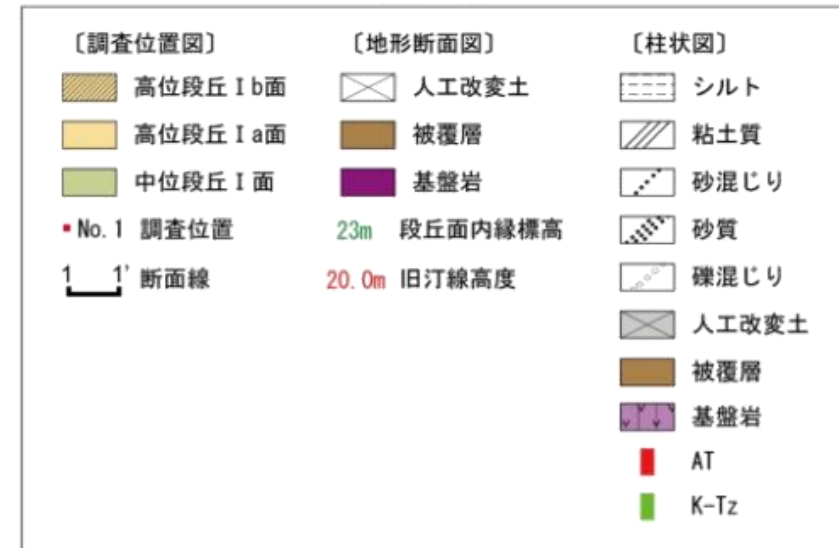 〔調査位置図〕
高位段丘Ⅰb面
高位段丘Ⅰa面
中位段丘Ⅰ面
No. 1 調査位置
1 1' 断面線
〔地形断面図〕
人工改変土
被覆層
基盤岩
23m 段丘面内縁標高
20.0m 旧汀線高度
〔柱状図〕
シルト
粘土質
砂混じり
砂質
礫混じり
人工改変土
被覆層
基盤岩
AT
K-Tz